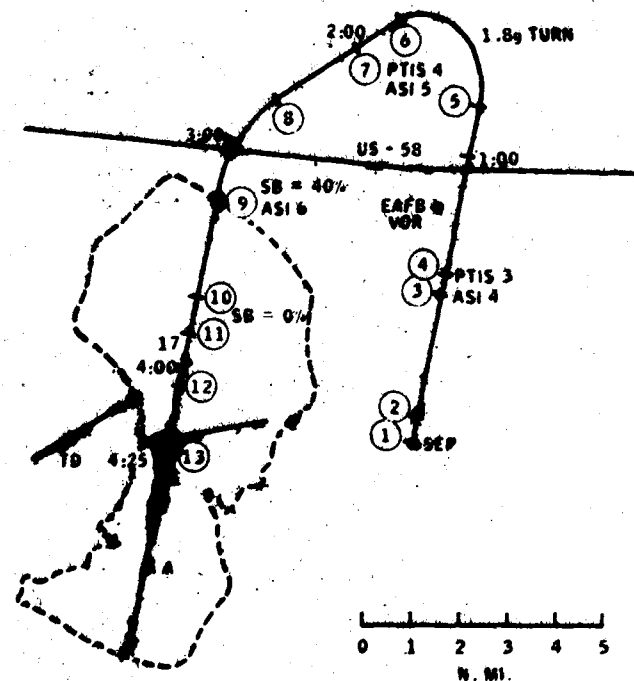 2:00
6
1.8g TURN
7
PTIS 4
ASI 5
5
8
3:00
US - 58
1:00
9
SB = 40%
ASI 6
EAFB
VOR
4
PTIS 3
3
ASI 4
10
SB = 0%
11
17
4:00
12
2
1
SEP
4:25
13
A
0 1 2 3 4 5
N. MI.